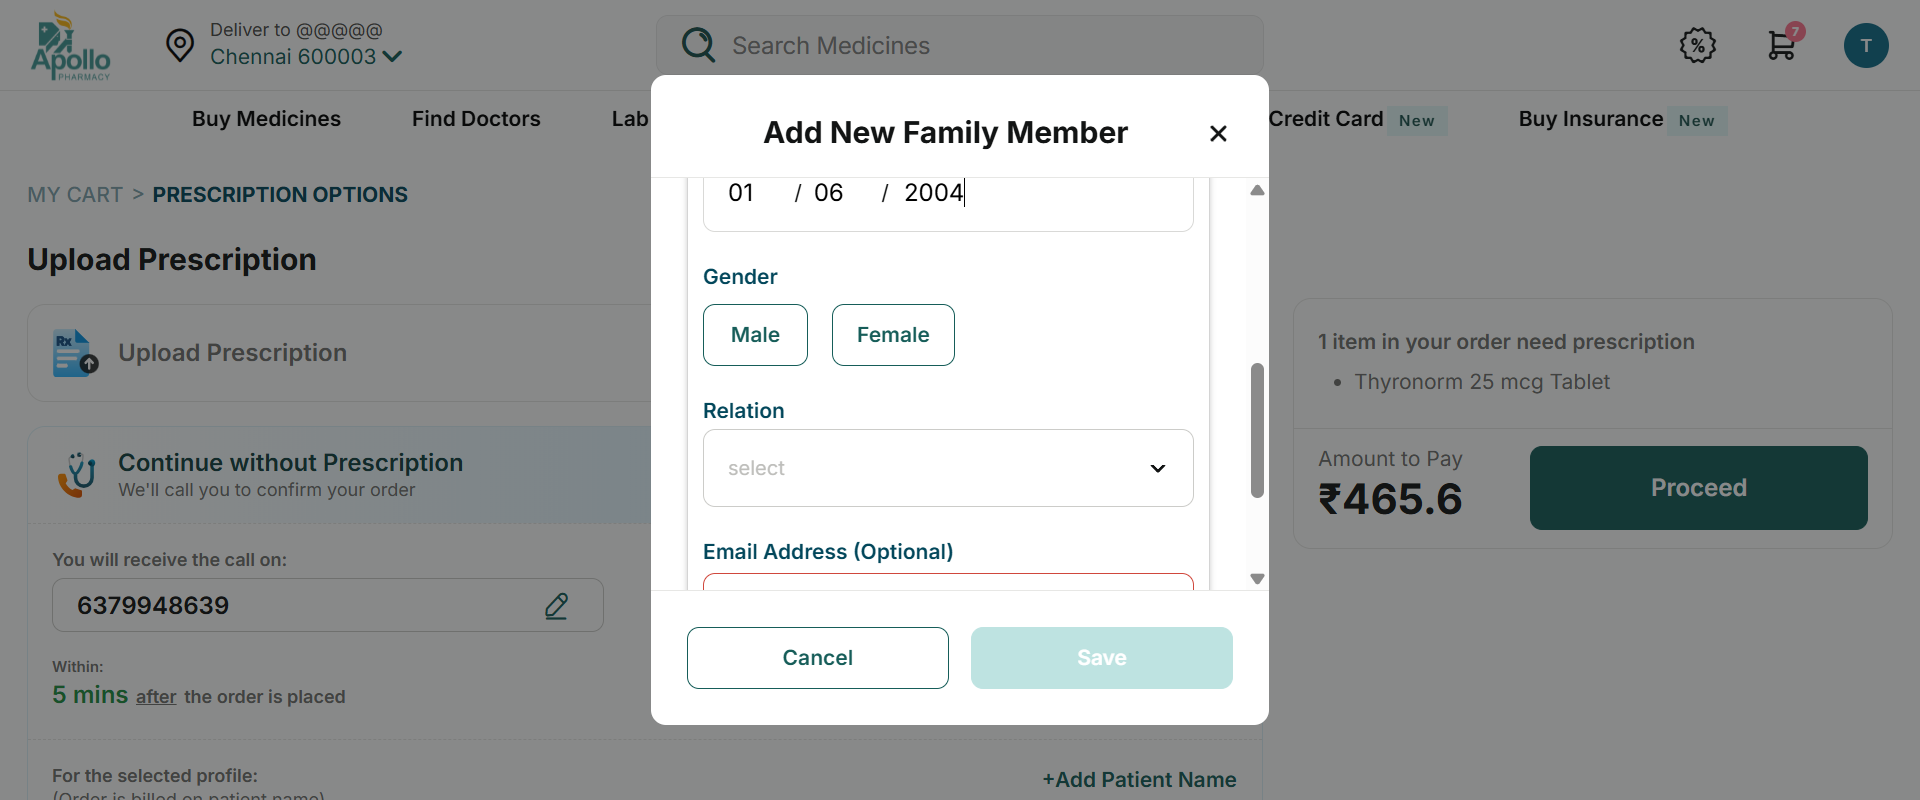 Apollo
PHARMACY
Deliver to @@@@@
Chennai 600003
Search Medicines
%
7
T
Buy Medicines
Find Doctors
Lab
Credit Card New
Buy Insurance New
MY CART > PRESCRIPTION OPTIONS
Upload Prescription
Rx
Upload Prescription
Continue without Prescription
We'll call you to confirm your order
You will receive the call on:
6379948639
Within:
5 mins after the order is placed
For the selected profile:
(Order is billed on patient name)
+Add Patient Name
Add New Family Member
01 / 06 / 2004
Gender
Male
Female
Relation
select
Email Address (Optional)
Cancel
Save
1 item in your order need prescription
• Thyronorm 25 mcg Tablet
Amount to Pay
₹465.6
Proceed